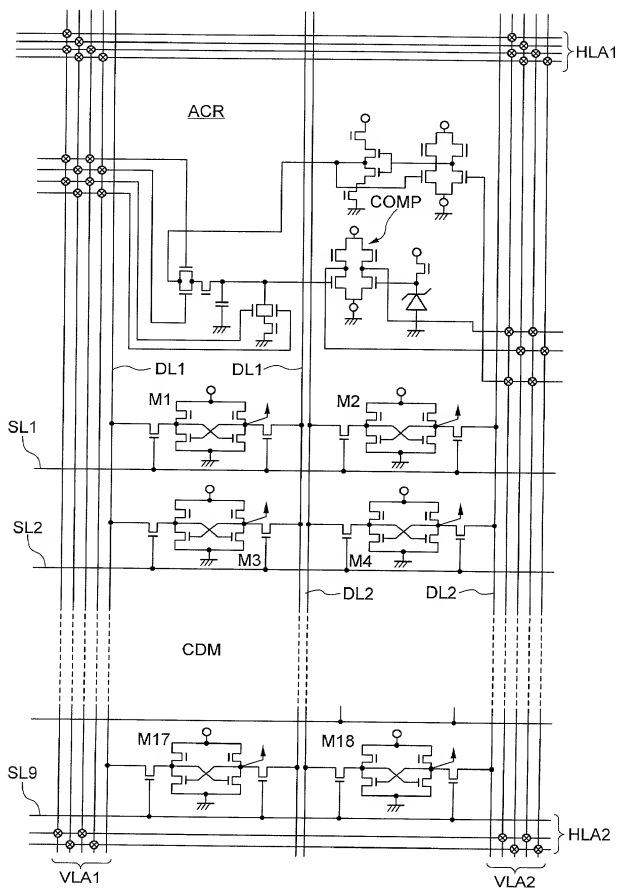 HLA1
ACR
COMP
DL1
DL1
M1
M2
SL1
SL2
M3
M4
DL2
DL2
CDM
M17
M18
SL9
HLA2
VLA1
VLA2